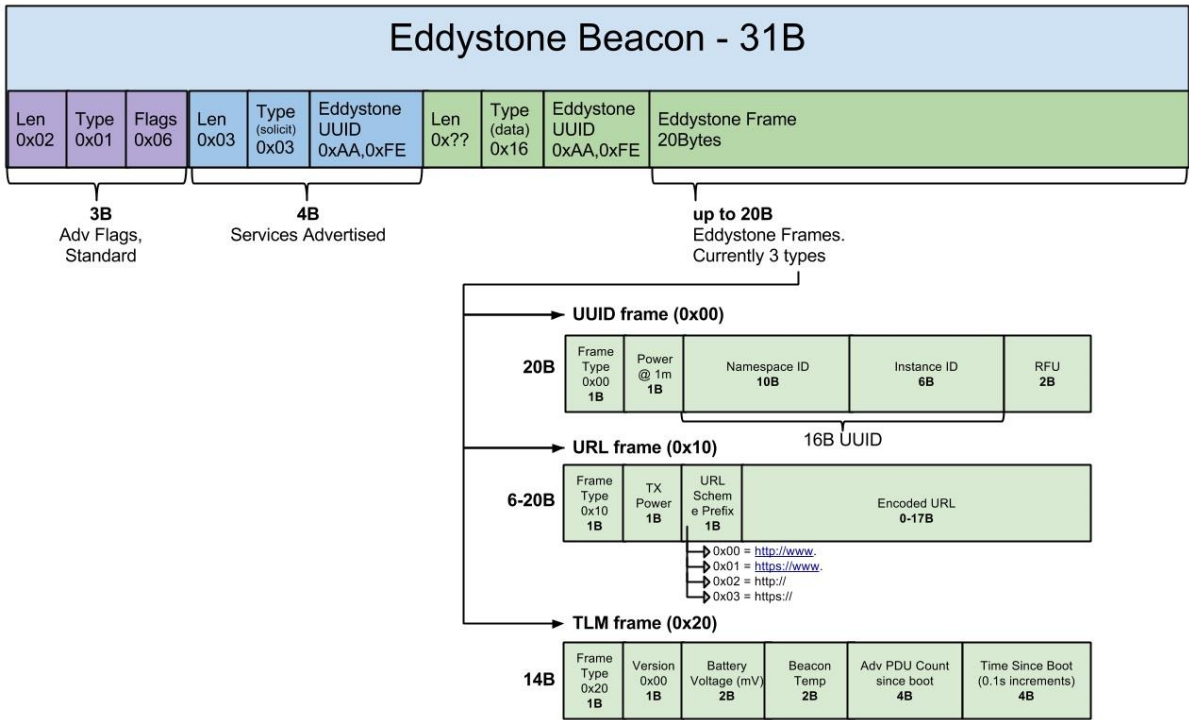 Eddystone Beacon - 31B
Len
0x02
Type
0x01
Flags
0x06
Len
0x03
Type
(solicit)
0x03
Eddystone
UUID
0xAA,0xFE
Len
0x??
Type
(data)
0x16
Eddystone
UUID
0xAA,0xFE
Eddystone Frame
20Bytes
3B
Adv Flags,
Standard
4B
Services Advertised
up to 20B
Eddystone Frames.
Currently 3 types
UUID frame (0x00)
20B
Frame
Type
0x00
1B
Power
@ 1m
1B
Namespace ID
10B
Instance ID
6B
RFU
2B
16B UUID
URL frame (0x10)
6-20B
Frame
Type
0x10
1B
TX
Power
1B
URL
Schem
e Prefix
1B
Encoded URL
0-17B
0x00 = http://www.
0x01 = https://www.
0x02 = http://
0x03 = https://
TLM frame (0x20)
14B
Frame
Type
0x20
1B
Version
0x00
1B
Battery
Voltage (mV)
2B
Beacon
Temp
2B
Adv PDU Count
since boot
4B
Time Since Boot
(0.1s increments)
4B